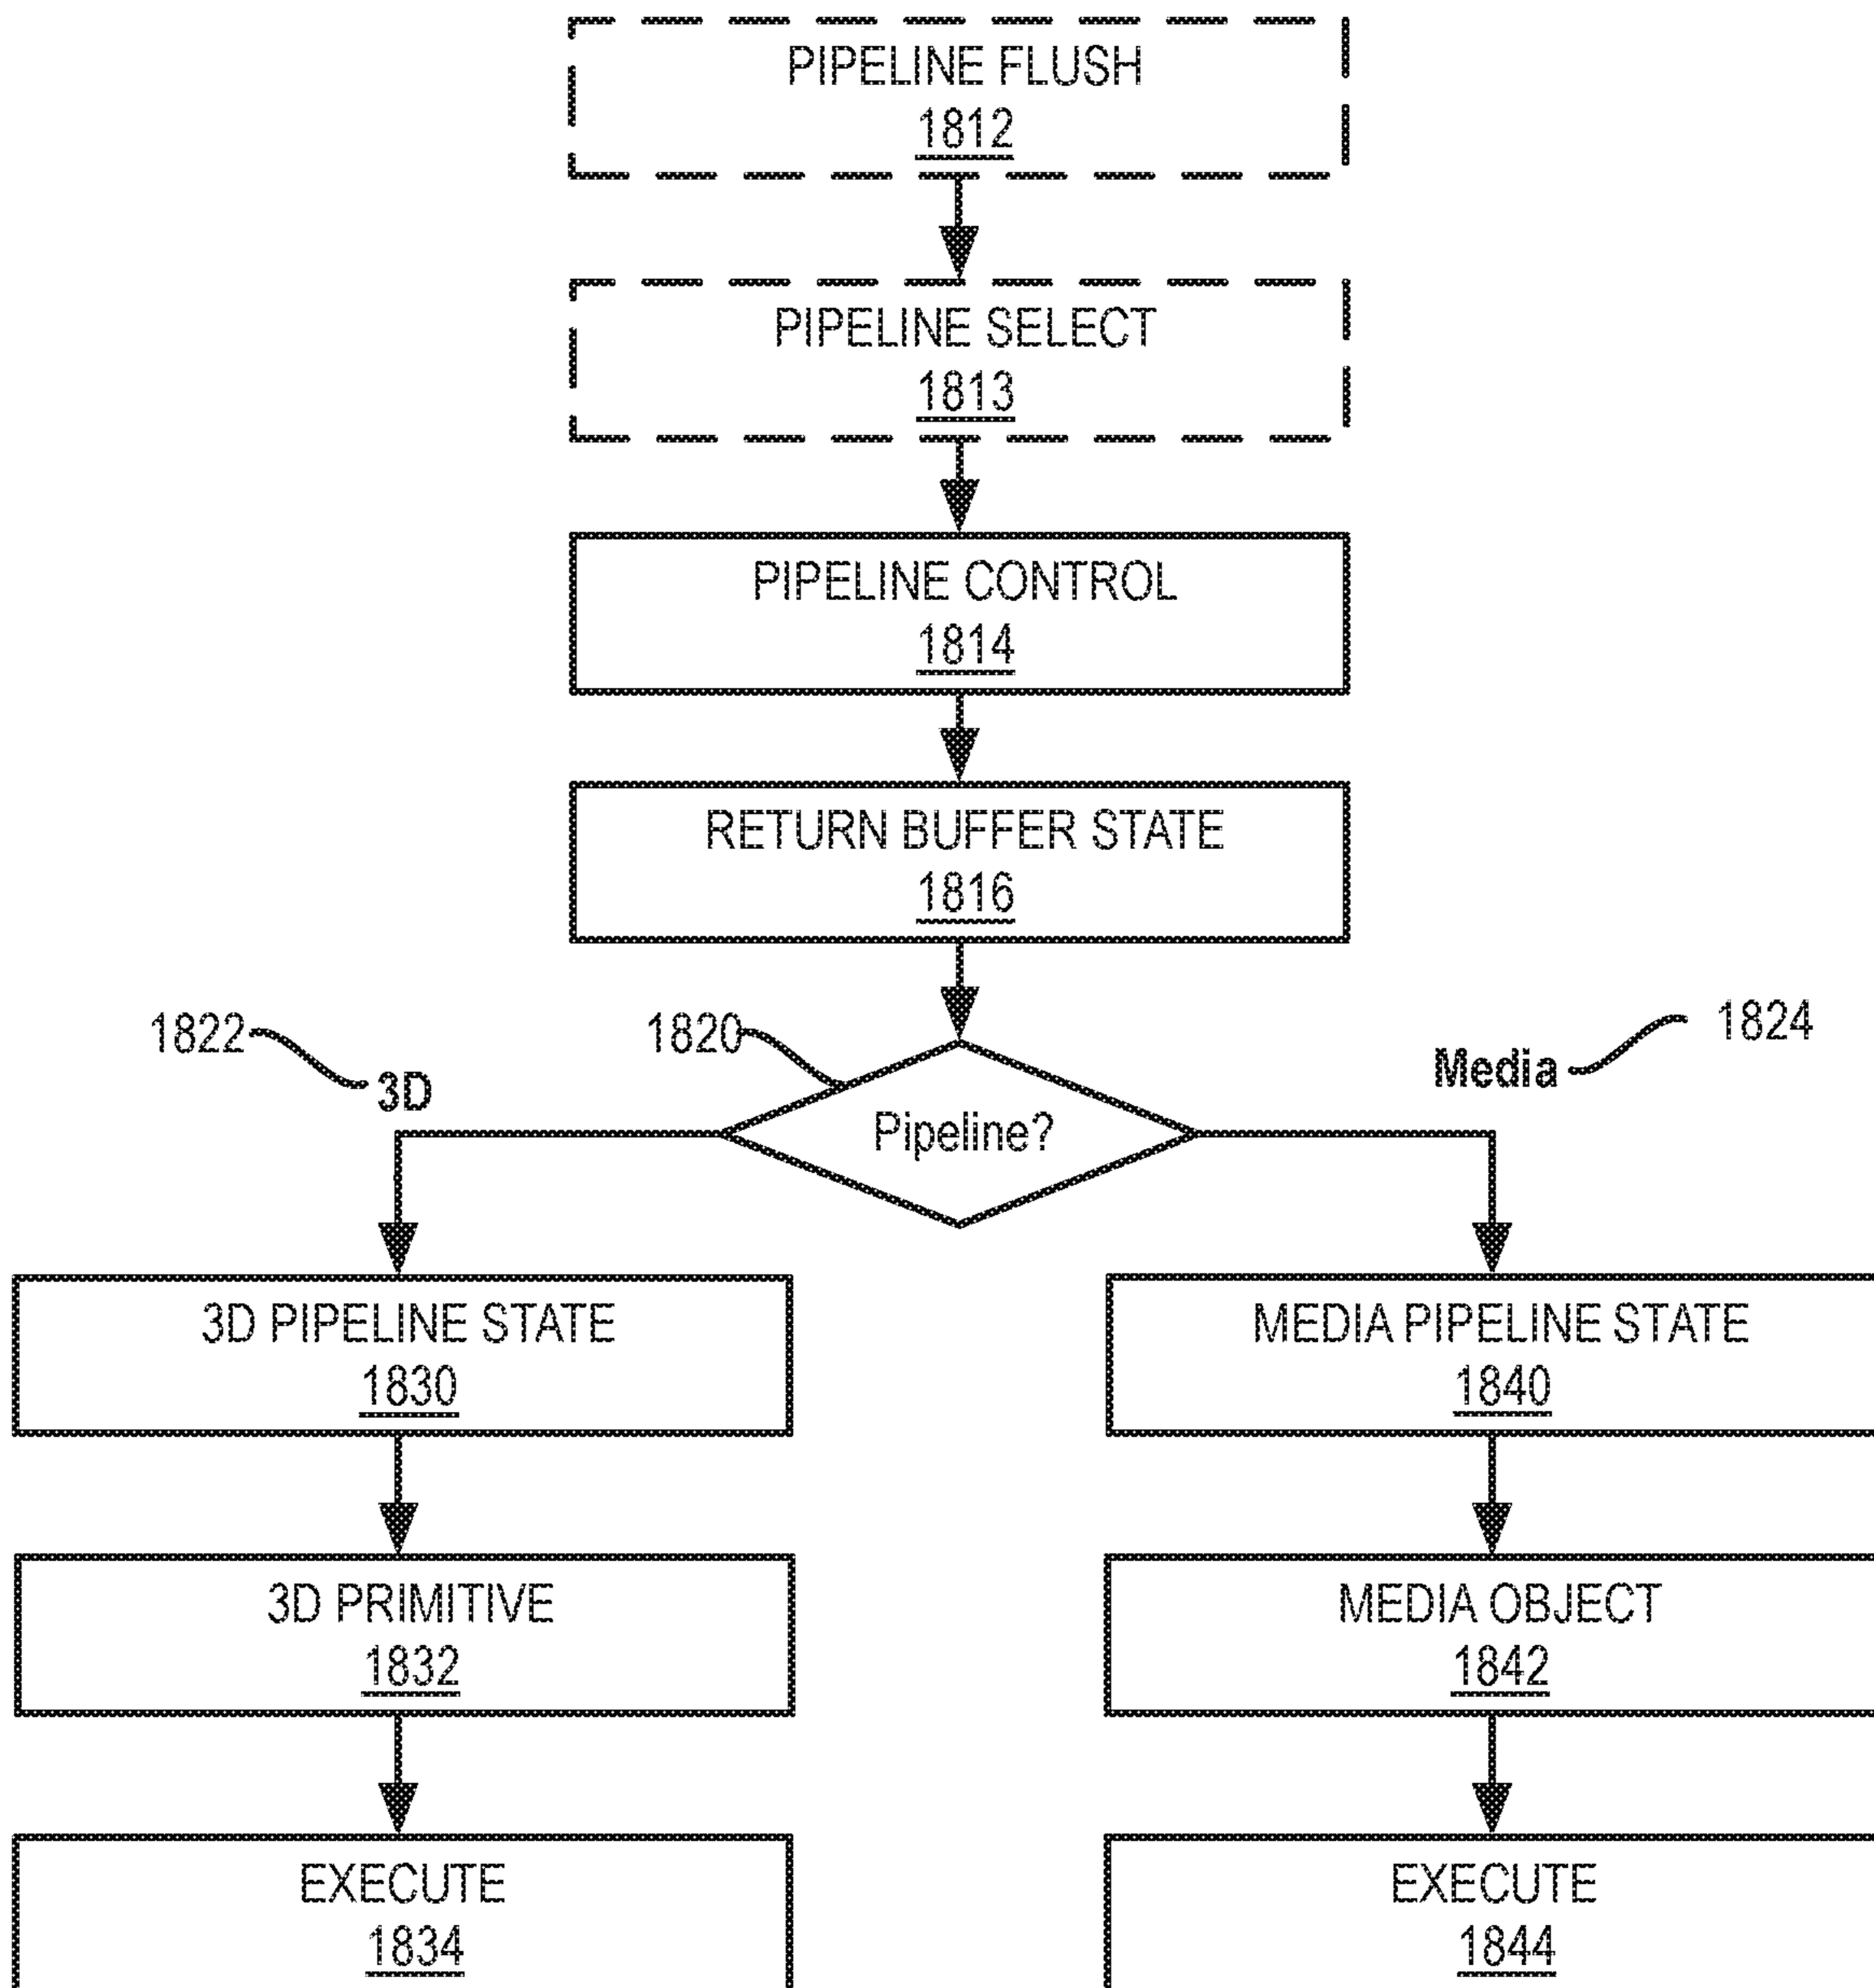 PIPELINE FLUSH
1812
PIPELINE SELECT
1813
PIPELINE CONTROL
1814
RETURN BUFFER STATE
1816
1822
1820
1824
3D
Media
Pipeline?
3D PIPELINE STATE
1830
MEDIA PIPELINE STATE
1840
3D PRIMITIVE
1832
MEDIA OBJECT
1842
EXECUTE
1834
EXECUTE
1844